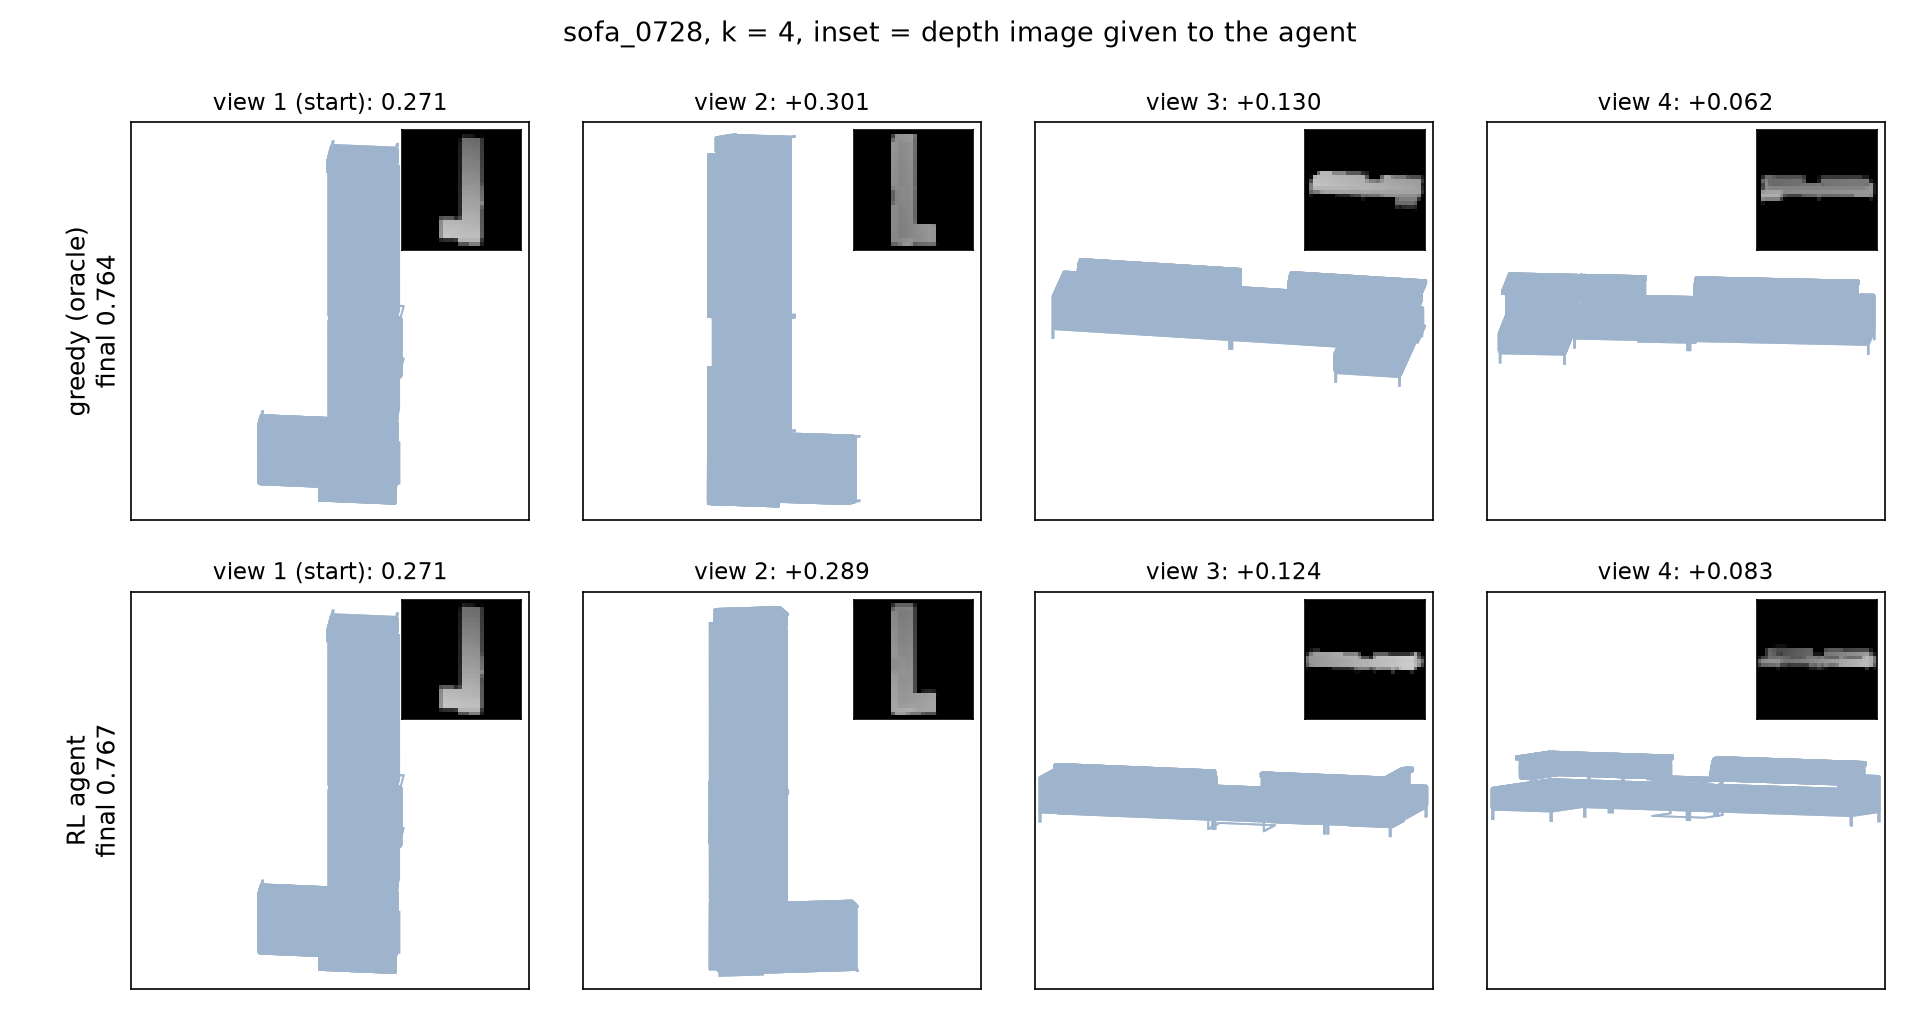 sofa_0728, k = 4, inset = depth image given to the agent
view 1 (start): 0.271
view 2: +0.301
view 3: +0.130
view 4: +0.062
greedy (oracle)
final 0.764
view 1 (start): 0.271
view 2: +0.289
view 3: +0.124
view 4: +0.083
RL agent
final 0.767